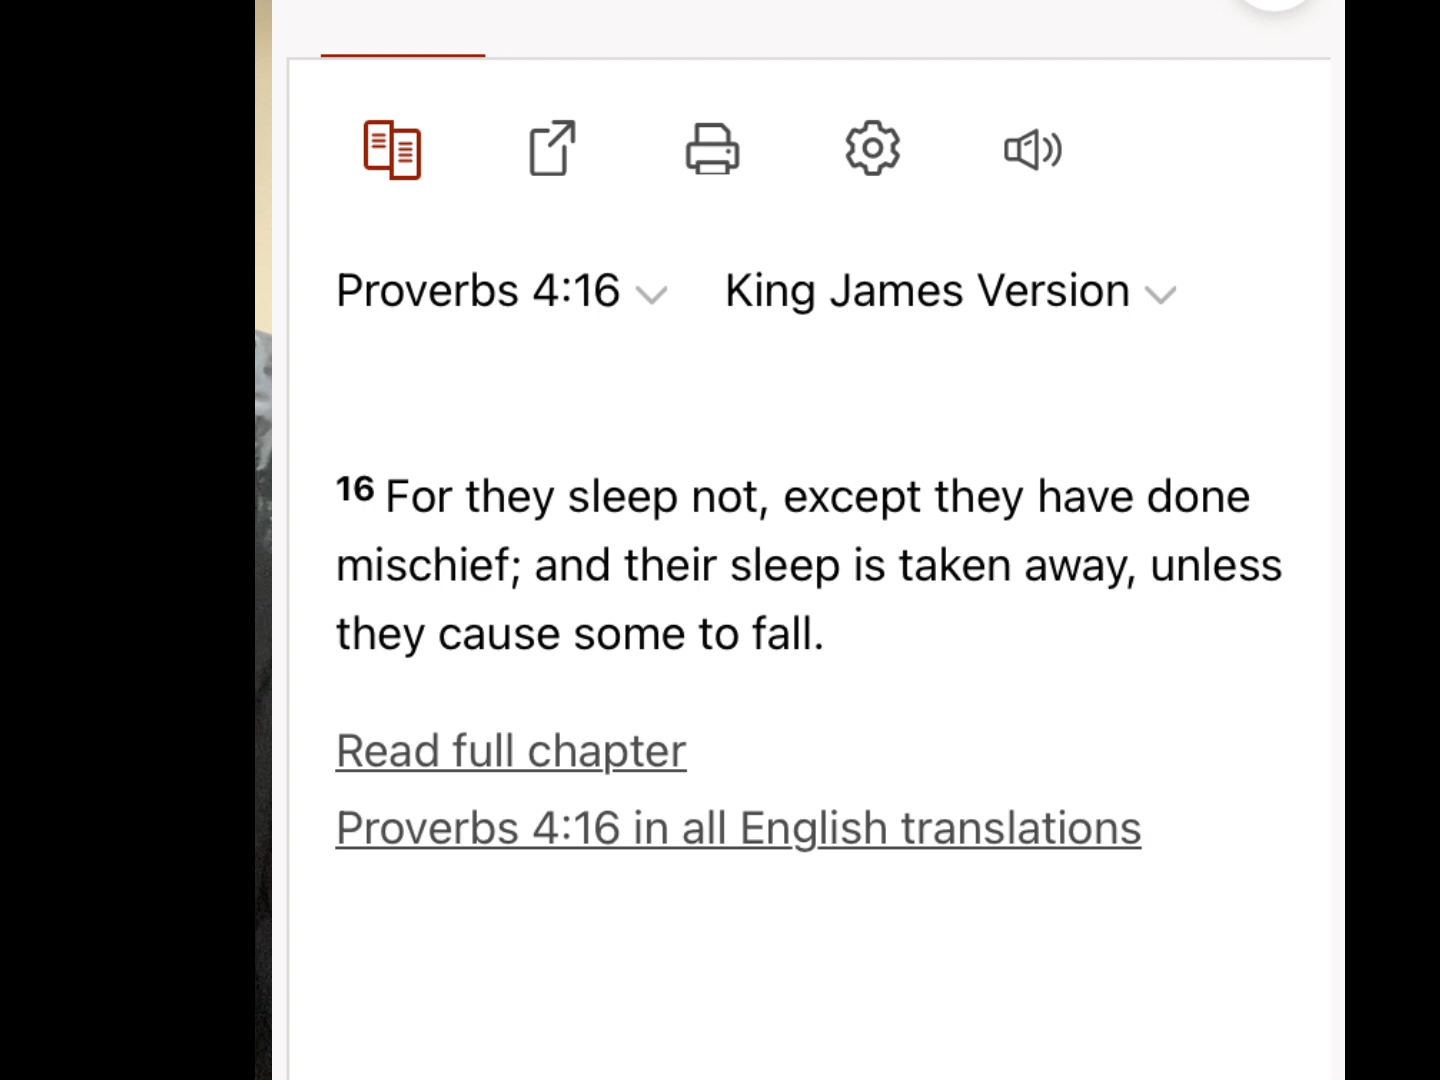 Proverbs 4:16 King James Version
16 For they sleep not, except they have done
mischief; and their sleep is taken away, unless
they cause some to fall.
Read full chapter
Proverbs 4:16 in all English translations